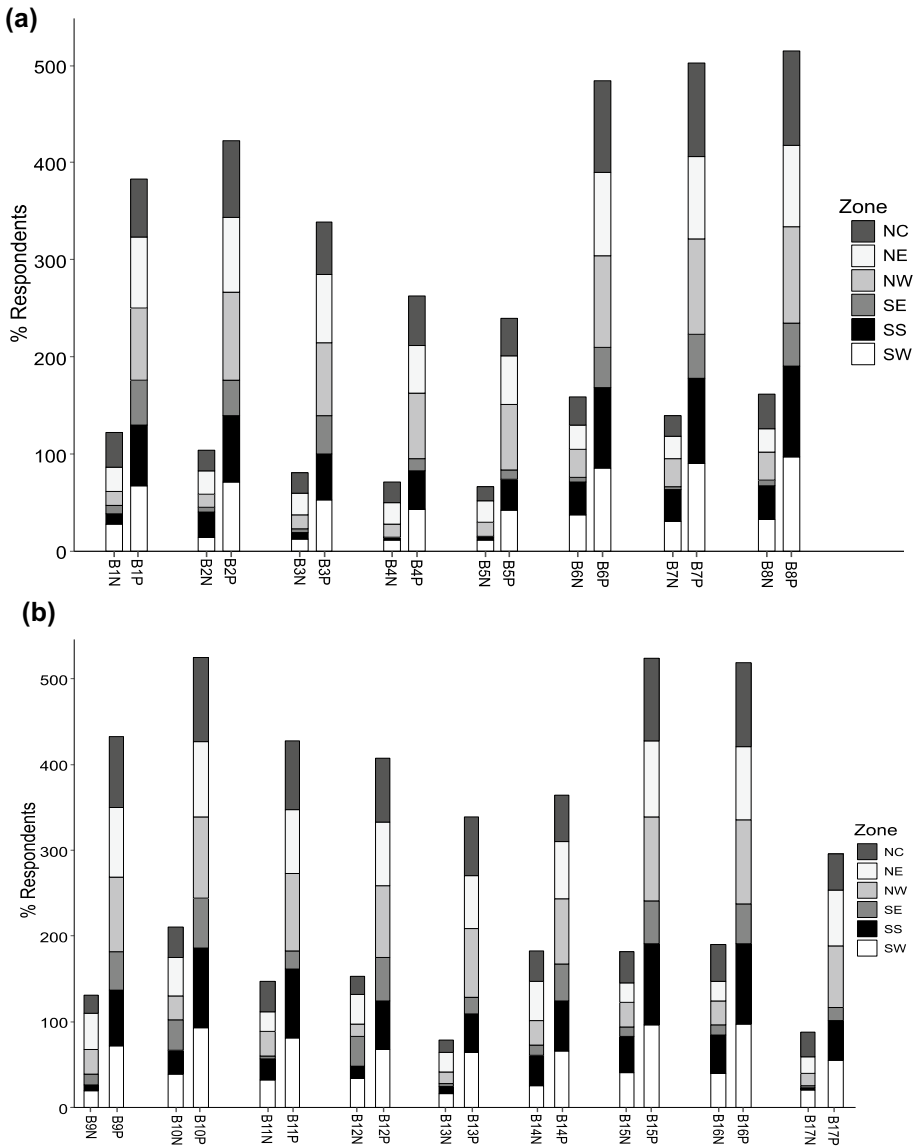 (a)
% Respondents
500
400
300
200
100
0
B1N B1P B2N B2P B3N B3P B4N B4P B5N B5P B6N B6P B7N B7P B8N B8P
Zone
NC
NE
NW
SE
SS
SW
(b)
% Respondents
500
400
300
200
100
0
B9N B9P B10N B10P B11N B11P B12N B12P B13N B13P B14N B14P B15N B15P B16N B16P B17N B17P
Zone
NC
NE
NW
SE
SS
SW